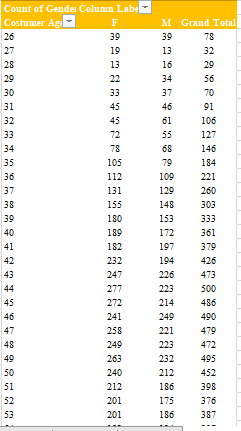 Count of Gender Column Labe
Costumer Age F M Grand Total
26 39 39 78
27 19 13 32
28 13 16 29
29 22 34 56
30 33 37 70
31 45 46 91
32 45 61 106
33 72 55 127
34 78 68 146
35 105 79 184
36 112 109 221
37 131 129 260
38 155 148 303
39 180 153 333
40 189 172 361
41 182 197 379
42 232 194 426
43 247 226 473
44 277 223 500
45 272 214 486
46 241 249 490
47 258 221 479
48 249 223 472
49 263 232 495
50 240 212 452
51 212 186 398
52 201 175 376
53 201 186 387